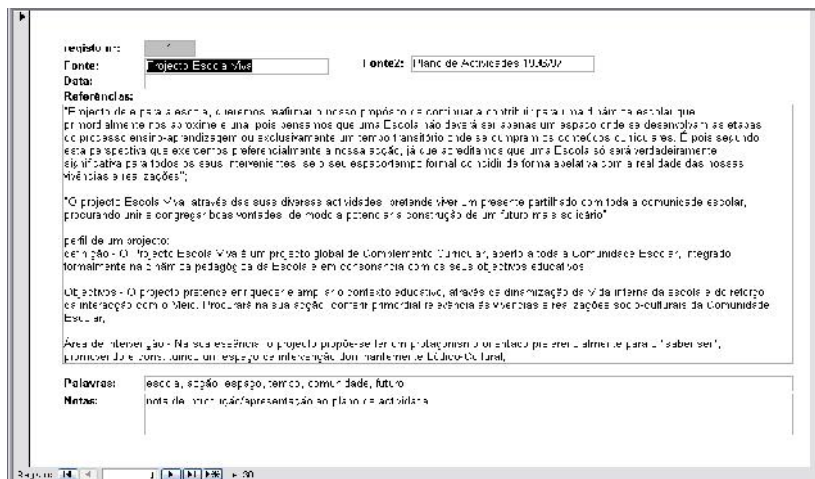 registo nº: 1
Fonte: Projecto Escola Viva Fonte2: Plano de Actividades 1996/97
Data:
Referências:
"Projecto de e para a escola, queremos reafirmar o nosso propósito de continuar a contribuir para uma dinâmica escolar que
primordialmente nos aproxime e una, pois pensamos que uma Escola não deverá ser apenas um espaço onde se desenvolvam as etapas
do processo ensino-aprendizagem ou exclusivamente um tempo transitório onde se cumpram os conteúdos curriculares. É pois segundo
esta perspectiva que exercemos preferencialmente a nossa acção, já que acreditamos que uma Escola só será verdadeiramente
significativa para todos os seus intervenientes, se o seu espaço/tempo formal coincidir de forma apelativa com a realidade das nossas
vivências e realizações";
"O projecto Escola Viva, através das suas diversas actividades, pretende viver um presente partilhado com toda a comunidade escolar,
procurando unir e congregar boas vontades, de modo a potenciar a construção de um futuro mais solidário"
perfil de um projecto:
definição - O Projecto Escola Viva é um projecto global de Complemento Curricular, aberto a toda a Comunidade Escolar, integrado
formalmente na dinâmica pedagógica da Escola e em consonância com os seus objectivos educativos
Objectivos - O projecto pretende enriquecer e ampliar o contexto educativo, através da dinamização da vida interna da escola e do reforço
da interacção com o Meio. Procurará na sua acção, conferir primordial relevância às vivências e realizações socio-culturais da Comunidade
Escolar;
Área de Intervenção - Na sua essência, o projecto propõe-se ter um protagonismo orientado preferencialmente para o "saber ser",
promovendo e constituindo um espaço de intervenção dominantemente Lúdico-Cultural;
Palavras: escola, acção, espaço, tempo, comunidade, futuro
Notas: nota de introdução/apresentação ao plano de actividade
Registo: 1 de 30